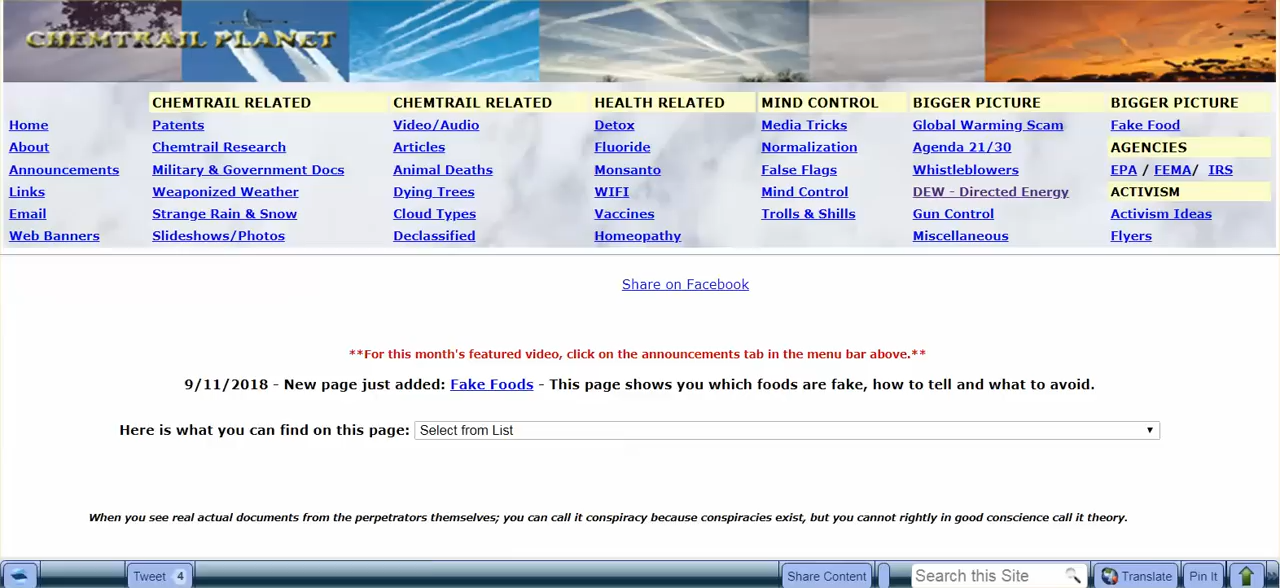 CHEMTRAIL PLANET
CHEMTRAIL RELATED CHEMTRAIL RELATED HEALTH RELATED MIND CONTROL BIGGER PICTURE BIGGER PICTURE
Home Patents Video/Audio Detox Media Tricks Global Warming Scam Fake Food
About Chemtrail Research Articles Fluoride Normalization Agenda 21/30 AGENCIES
Announcements Military & Government Docs Animal Deaths Monsanto False Flags Whistleblowers EPA / FEMA/ IRS
Links Weaponized Weather Dying Trees WIFI Mind Control DEW - Directed Energy ACTIVISM
Email Strange Rain & Snow Cloud Types Vaccines Trolls & Shills Gun Control Activism Ideas
Web Banners Slideshows/Photos Declassified Homeopathy Miscellaneous Flyers
Share on Facebook
**For this month's featured video, click on the announcements tab in the menu bar above.**
9/11/2018 - New page just added: Fake Foods - This page shows you which foods are fake, how to tell and what to avoid.
Here is what you can find on this page: Select from List
When you see real actual documents from the perpetrators themselves; you can call it conspiracy because conspiracies exist, but you cannot rightly in good conscience call it theory.
Tweet 4 Share Content Search this Site Translate Pin It